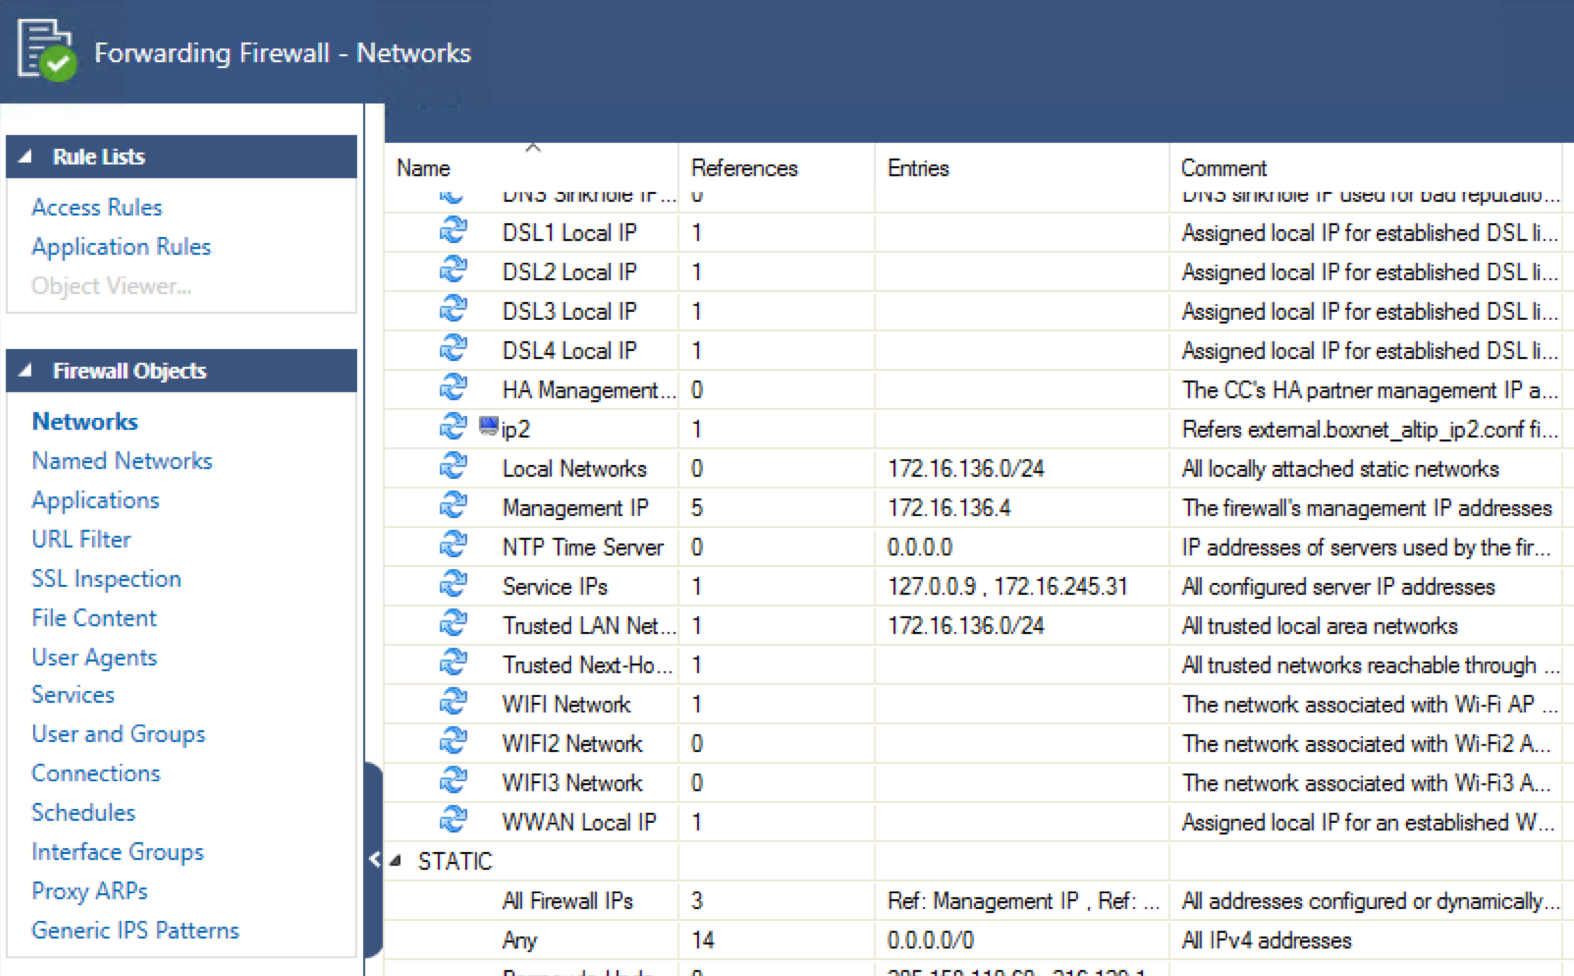 Forwarding Firewall - Networks
Rule Lists
Access Rules
Application Rules
Object Viewer...
Firewall Objects
Networks
Named Networks
Applications
URL Filter
SSL Inspection
File Content
User Agents
Services
User and Groups
Connections
Schedules
Interface Groups
Proxy ARPs
Generic IPS Patterns
Name References Entries Comment
DNS Sinkhole IP... 0 DNS sinkhole IP used for bad reputatio...
DSL1 Local IP 1 Assigned local IP for established DSL li...
DSL2 Local IP 1 Assigned local IP for established DSL li...
DSL3 Local IP 1 Assigned local IP for established DSL li...
DSL4 Local IP 1 Assigned local IP for established DSL li...
HA Management... 0 The CC's HA partner management IP a...
ip2 1 Refers external.boxnet_altip_ip2.conf fi...
Local Networks 0 172.16.136.0/24 All locally attached static networks
Management IP 5 172.16.136.4 The firewall's management IP addresses
NTP Time Server 0 0.0.0.0 IP addresses of servers used by the fir...
Service IPs 1 127.0.0.9 , 172.16.245.31 All configured server IP addresses
Trusted LAN Net... 1 172.16.136.0/24 All trusted local area networks
Trusted Next-Ho... 1 All trusted networks reachable through ...
WIFI Network 1 The network associated with Wi-Fi AP ...
WIFI2 Network 0 The network associated with Wi-Fi2 A...
WIFI3 Network 0 The network associated with Wi-Fi3 A...
WWAN Local IP 1 Assigned local IP for an established W...
STATIC
All Firewall IPs 3 Ref: Management IP , Ref: ... All addresses configured or dynamically...
Any 14 0.0.0.0/0 All IPv4 addresses